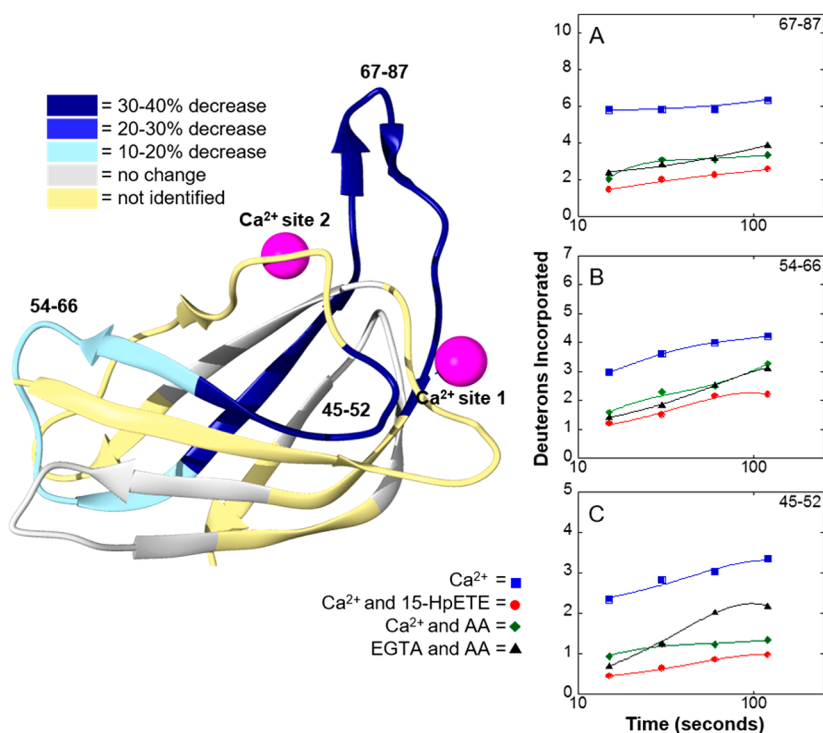 67-87
= 30-40% decrease
= 20-30% decrease
= 10-20% decrease
= no change
= not identified
Ca²⁺ site 2
54-66
45-52
Ca²⁺ site 1
Ca²⁺ =
Ca²⁺ and 15-HpETE =
Ca²⁺ and AA =
EGTA and AA =
Deuterons Incorporated
A
67-87
10
8
6
4
2
0
10
100
B
54-66
7
6
5
4
3
2
1
0
10
100
C
45-52
5
4
3
2
1
0
10
100
Time (seconds)